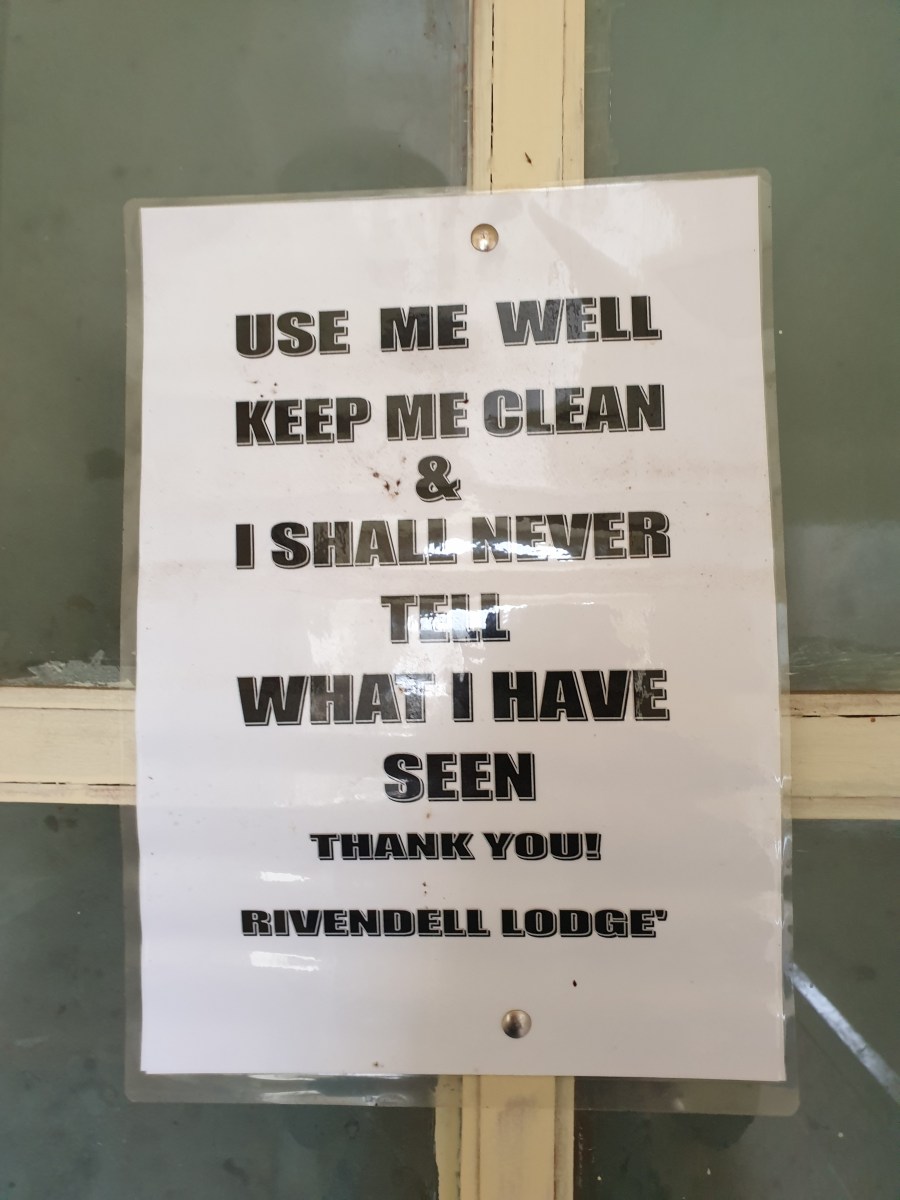 USE ME WELL
KEEP ME CLEAN
&
I SHALL NEVER
TELL
WHAT I HAVE
SEEN
THANK YOU!
RIVENDELL LODGE'